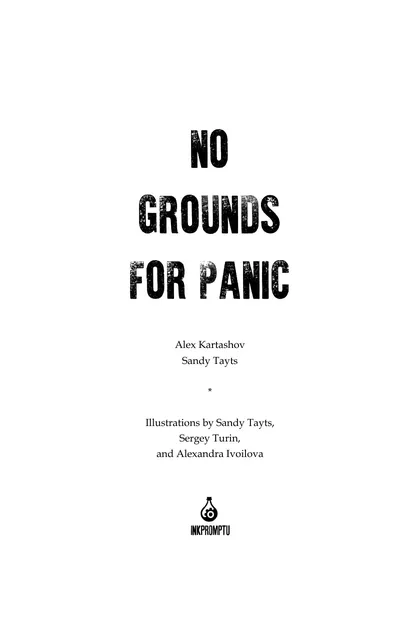 NO
GROUNDS
FOR PANIC
Alex Kartashov
Sandy Tayts
*
Illustrations by Sandy Tayts,
Sergey Turin,
and Alexandra Ivoilova
INKPROMPTU